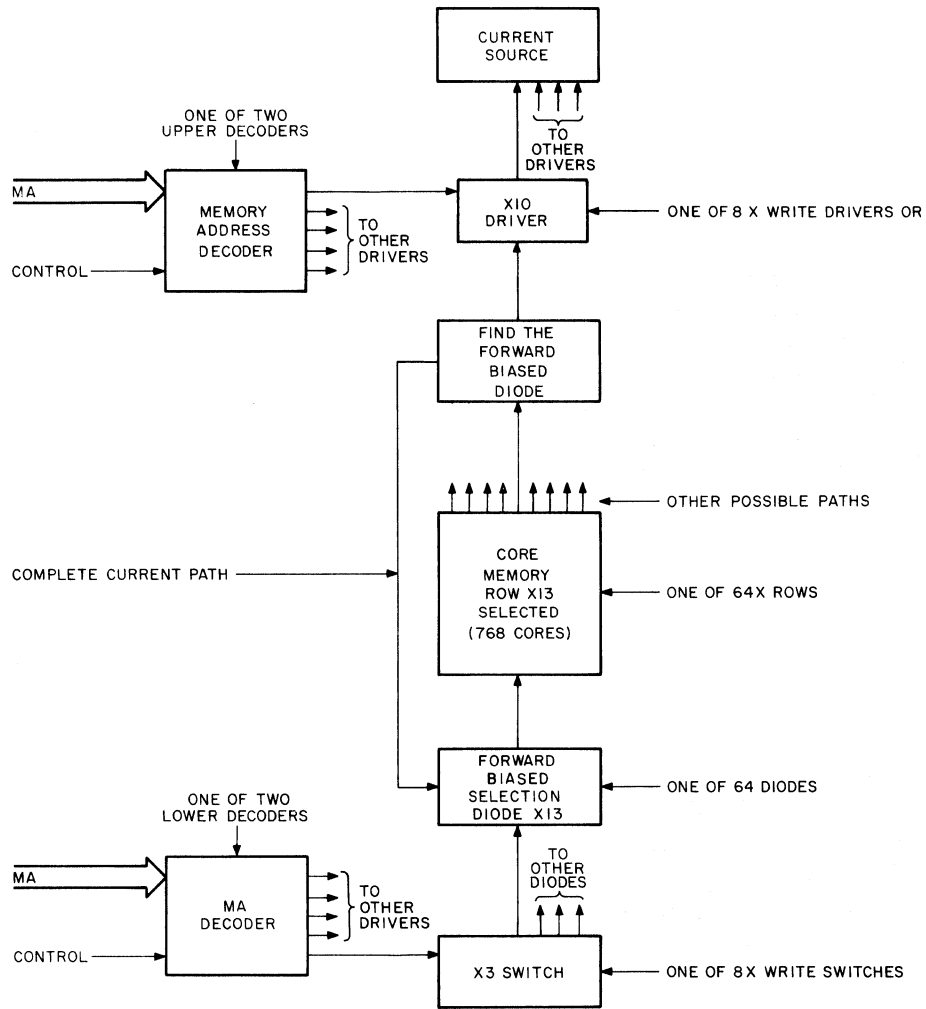 CURRENT
SOURCE
ONE OF TWO
UPPER DECODERS
TO
OTHER
DRIVERS
MA
MEMORY
ADDRESS
DECODER
TO
OTHER
DRIVERS
X10
DRIVER
ONE OF 8 X WRITE DRIVERS OR
CONTROL
FIND THE
FORWARD
BIASED
DIODE
OTHER POSSIBLE PATHS
COMPLETE CURRENT PATH
CORE
MEMORY
ROW X13
SELECTED
(768 CORES)
ONE OF 64X ROWS
FORWARD
BIASED
SELECTION
DIODE X13
ONE OF 64 DIODES
ONE OF TWO
LOWER DECODERS
MA
MA
DECODER
TO
OTHER
DRIVERS
TO
OTHER
DIODES
CONTROL
X3 SWITCH
ONE OF 8X WRITE SWITCHES